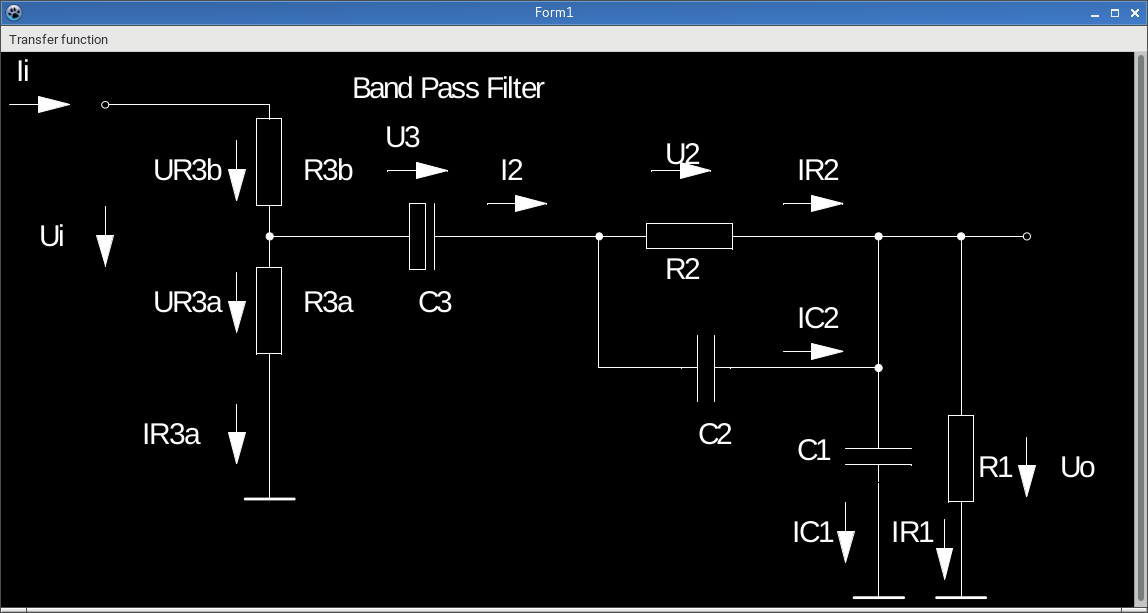 Form1
Transfer function
Ii
Band Pass Filter
U3
U2
UR3b
R3b
I2
IR2
Ui
R2
UR3a
R3a
C3
IC2
IR3a
C2
C1
R1
Uo
IC1
IR1